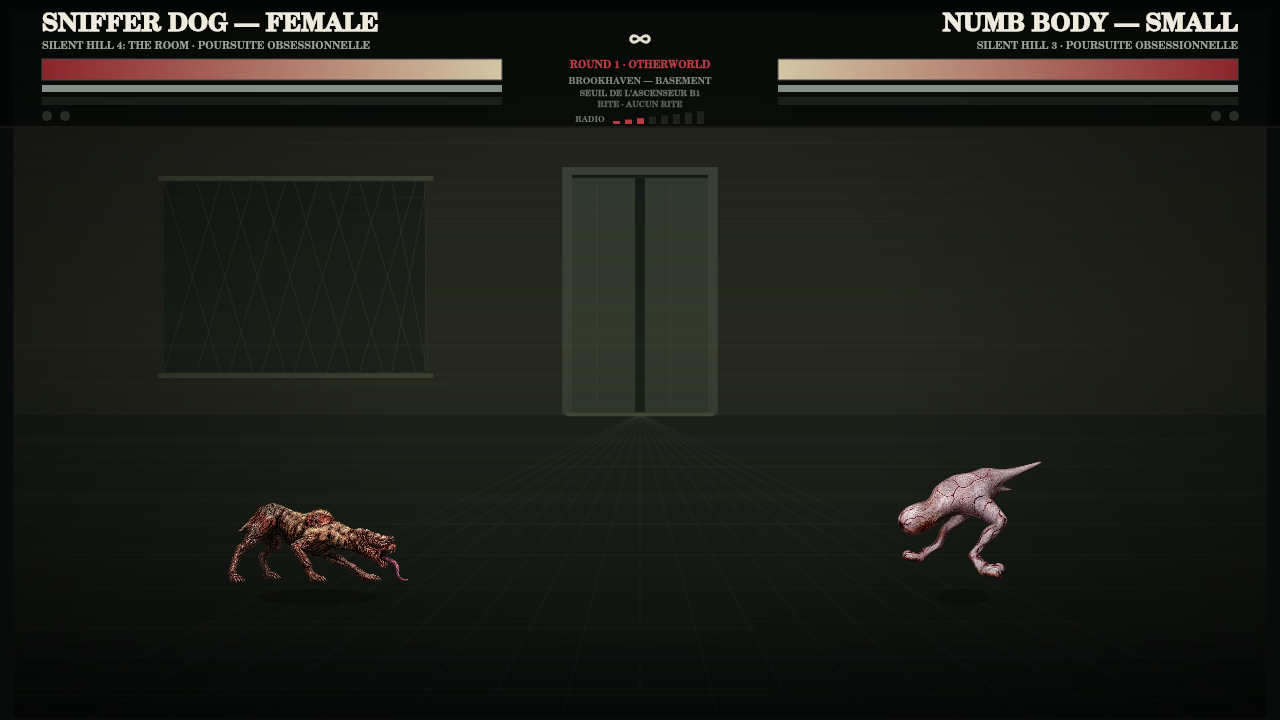 SNIFFER DOG — FEMALE
SILENT HILL 4: THE ROOM · POURSUITE OBSESSIONNELLE
∞
ROUND 1 · OTHERWORLD
BROOKHAVEN — BASEMENT
SEUIL DE L'ASCENSEUR B1
RITE · AUCUN RITE
RADIO
NUMB BODY — SMALL
SILENT HILL 3 · POURSUITE OBSESSIONNELLE